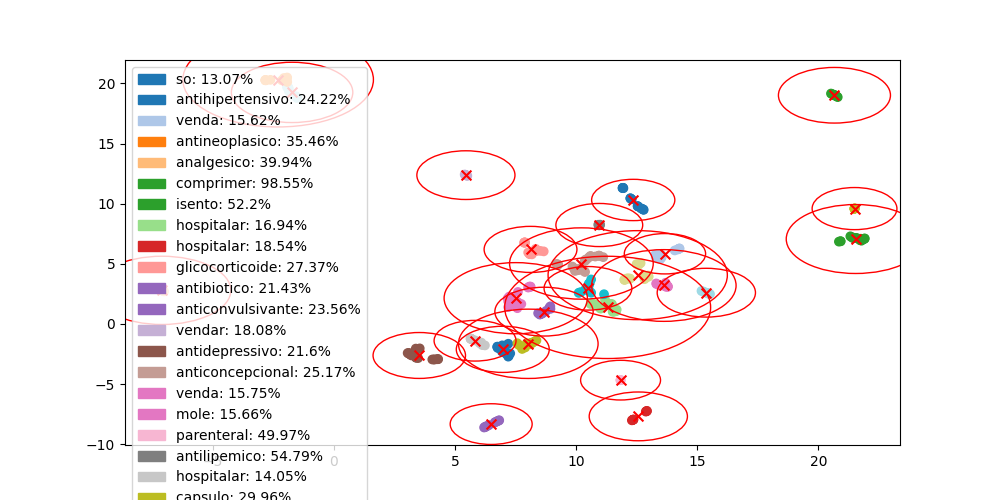 so: 13.07%
antihipertensivo: 24.22%
venda: 15.62%
antineoplasico: 35.46%
analgesico: 39.94%
comprimer: 98.55%
isento: 52.2%
hospitalar: 16.94%
hospitalar: 18.54%
glicocorticoide: 27.37%
antibiotico: 21.43%
anticonvulsivante: 23.56%
vendar: 18.08%
antidepressivo: 21.6%
anticoncepcional: 25.17%
venda: 15.75%
mole: 15.66%
parenteral: 49.97%
antilipemico: 54.79%
hospitalar: 14.05%
capsulo: 29.96%
20
15
10
5
0
−5
−10
−5 0 5 10 15 20